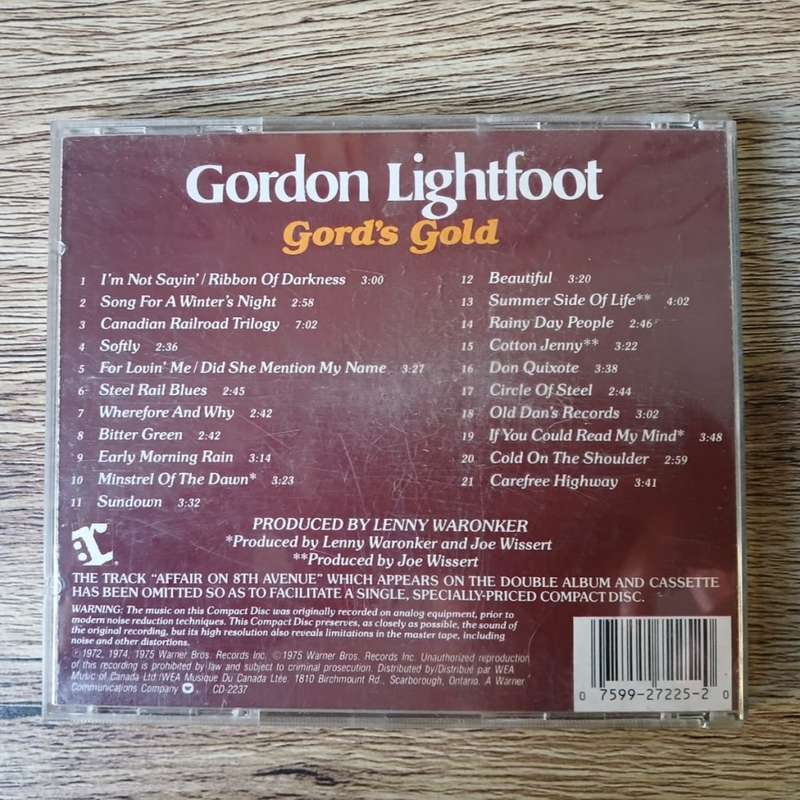 Gordon Lightfoot
Gord's Gold
1 I'm Not Sayin' / Ribbon Of Darkness 3:00
2 Song For A Winter's Night 2:58
3 Canadian Railroad Trilogy 7:02
4 Softly 2:36
5 For Lovin' Me / Did She Mention My Name 3:27
6 Steel Rail Blues 2:45
7 Wherefore And Why 2:42
8 Bitter Green 2:42
9 Early Morning Rain 3:14
10 Minstrel Of The Dawn* 3:23
11 Sundown 3:32
12 Beautiful 3:20
13 Summer Side Of Life** 4:02
14 Rainy Day People 2:46
15 Cotton Jenny** 3:22
16 Don Quixote 3:38
17 Circle Of Steel 2:44
18 Old Dan's Records 3:02
19 If You Could Read My Mind* 3:48
20 Cold On The Shoulder 2:59
21 Carefree Highway 3:41
PRODUCED BY LENNY WARONKER
*Produced by Lenny Waronker and Joe Wissert
**Produced by Joe Wissert
THE TRACK "AFFAIR ON 8TH AVENUE" WHICH APPEARS ON THE DOUBLE ALBUM AND CASSETTE
HAS BEEN OMITTED SO AS TO FACILITATE A SINGLE, SPECIALLY-PRICED COMPACT DISC.
WARNING: The music on this Compact Disc was originally recorded on analog equipment, prior to
modern noise reduction techniques. This Compact Disc preserves, as closely as possible, the sound of
the original recording, but its high resolution also reveals limitations in the master tape, including
noise and other distortions.
℗ 1972, 1974, 1975 Warner Bros. Records Inc. ©1975 Warner Bros. Records Inc. Unauthorized reproduction
of this recording is prohibited by law and subject to criminal prosecution. Distributed by/Distribué par WEA
Music of Canada Ltd./WEA Musique Du Canada Ltée. 1810 Birchmount Rd., Scarborough, Ontario. A Warner
Communications Company CD-2237
0 7599-27225-2 0